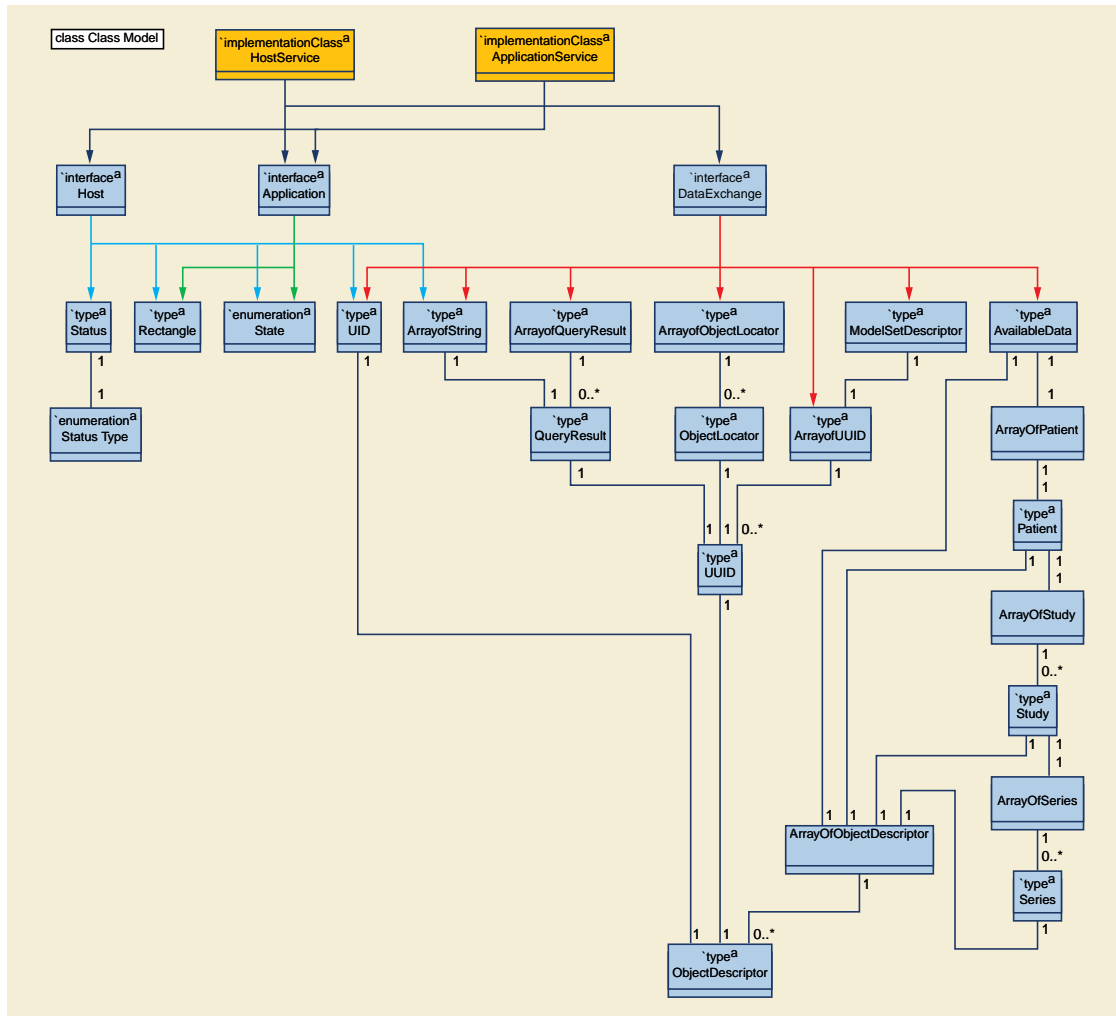 class Class Model
`implementationClassª
HostService
`implementationClassª
ApplicationService
`interfaceª
Host
`interfaceª
Application
`interfaceª
DataExchange
`typeª
Status
`typeª
Rectangle
`enumerationª
State
`typeª
UID
`typeª
ArrayofString
`typeª
ArrayofQueryResult
`typeª
ArrayofObjectLocator
`typeª
ModelSetDescriptor
`typeª
AvailableData
1
1
1
1
1
1
1
1
1
1
0..*
0..*
1
1
`enumerationª
Status Type
`typeª
QueryResult
`typeª
ObjectLocator
`typeª
ArrayofUUID
ArrayOfPatient
1
1
1
1
1
1
1
0..*
`typeª
Patient
`typeª
UUID
1
1
1
1
ArrayOfStudy
1
0..*
`typeª
Study
1
1
1
ArrayOfSeries
1
1
1
1
ArrayOfObjectDescriptor
1
0..*
1
`typeª
Series
1
1
1
0..*
`typeª
ObjectDescriptor